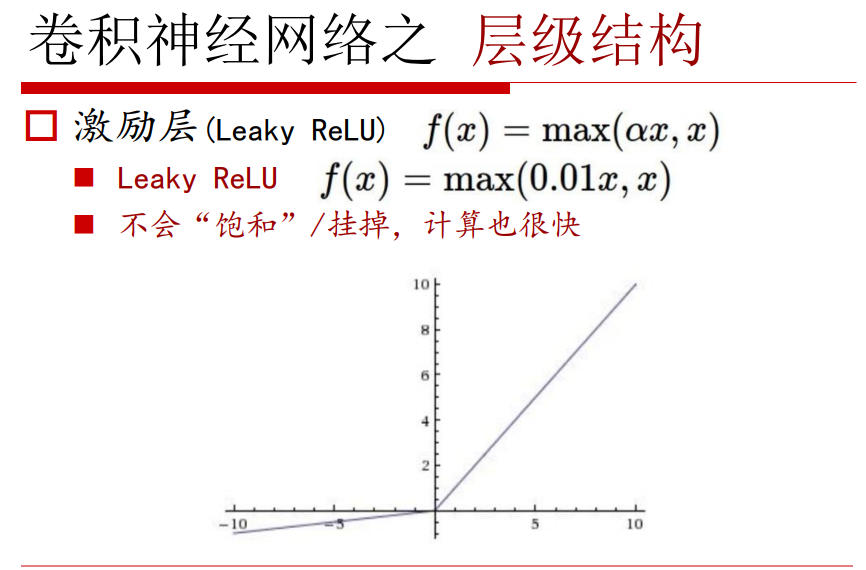 卷积神经网络之 层级结构
激励层(Leaky ReLU) f(x) = max(αx, x)
Leaky ReLU f(x) = max(0.01x, x)
不会“饱和”/挂掉，计算也很快
10
8
6
4
2
−10 −5 5 10